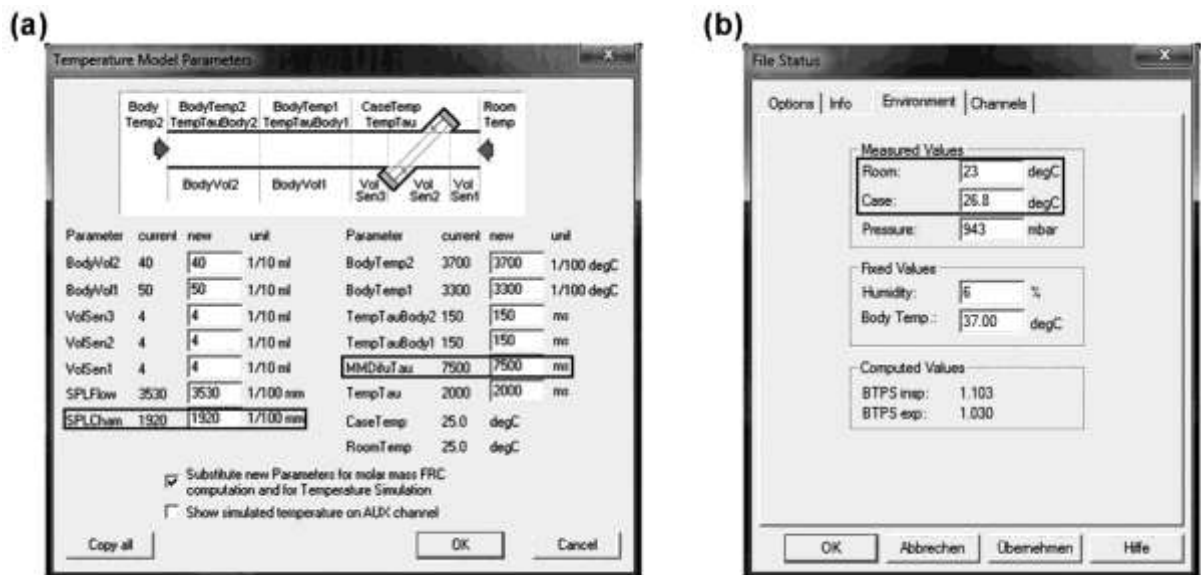 (a)
Temperature Model Parameters
Body BodyTemp2 BodyTemp1 CaseTemp Room
Temp2 TempTauBody2 TempTauBody1 TempTau Temp
BodyVol2 BodyVol1 Vol Vol Vol
Sen3 Sen2 Sen1
Parameter current new unit Parameter current new unit
BodyVol2 40 40 1/10 ml BodyTemp2 3700 3700 1/100 degC
BodyVol1 50 50 1/10 ml BodyTemp1 3300 3300 1/100 degC
VolSen3 4 4 1/10 ml TempTauBody2 150 150 ms
VolSen2 4 4 1/10 ml TempTauBody1 150 150 ms
VolSen1 4 4 1/10 ml MMDifuTau 7500 7500 ms
SPLFlow 3530 3530 1/100 mm TempTau 2000 2000 ms
SPLCham 1920 1920 1/100 mm CaseTemp 25.0 degC
RoomTemp 25.0 degC
Substitute new Parameters for molar mass FRC
computation and for Temperature Simulation
Show simulated temperature on AUX channel
Copy all OK Cancel
(b)
File Status
Options Info Environment Channels
Measured Values
Room: 23 degC
Case: 26.8 degC
Pressure: 943 mbar
Fixed Values
Humidity: 6 %
Body Temp.: 37.00 degC
Computed Values
BTPS insp: 1.103
BTPS exp: 1.030
OK Abbrechen Übernehmen Hilfe